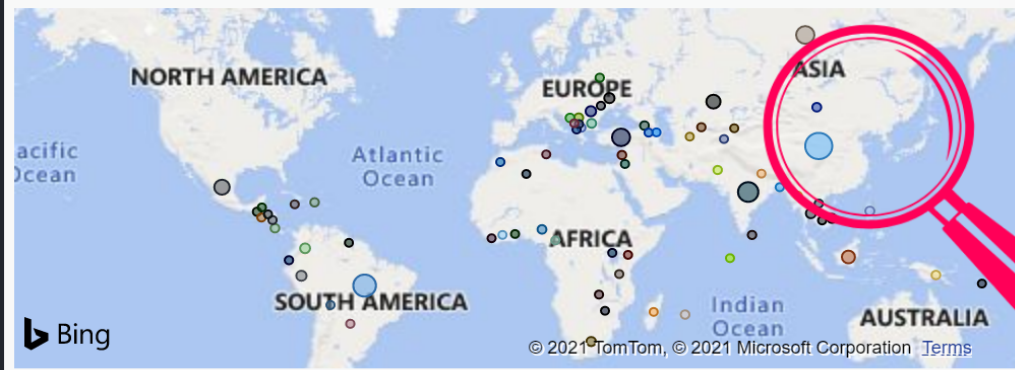 NORTH AMERICA
EUROPE
ASIA
acific
Ocean
Atlantic
Ocean
AFRICA
SOUTH AMERICA
Indian
Ocean
AUSTRALIA
Bing
© 2021 TomTom, © 2021 Microsoft Corporation Terms